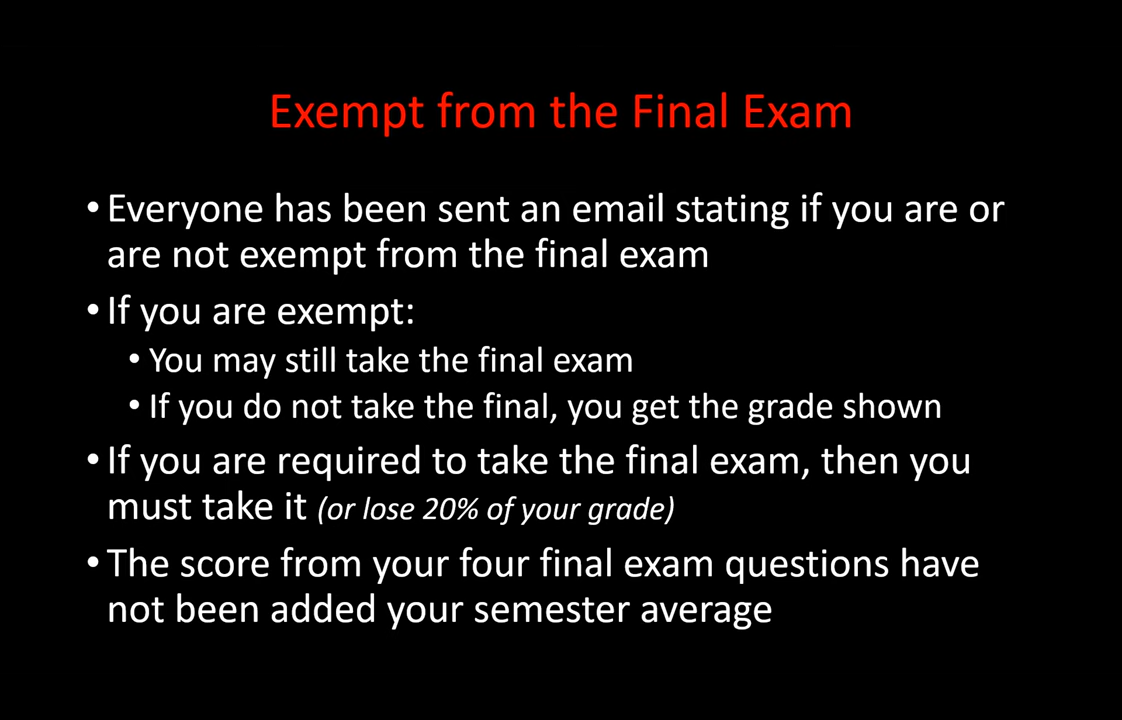 Exempt from the Final Exam
• Everyone has been sent an email stating if you are or
are not exempt from the final exam
• If you are exempt:
• You may still take the final exam
• If you do not take the final, you get the grade shown
• If you are required to take the final exam, then you
must take it (or lose 20% of your grade)
• The score from your four final exam questions have
not been added your semester average